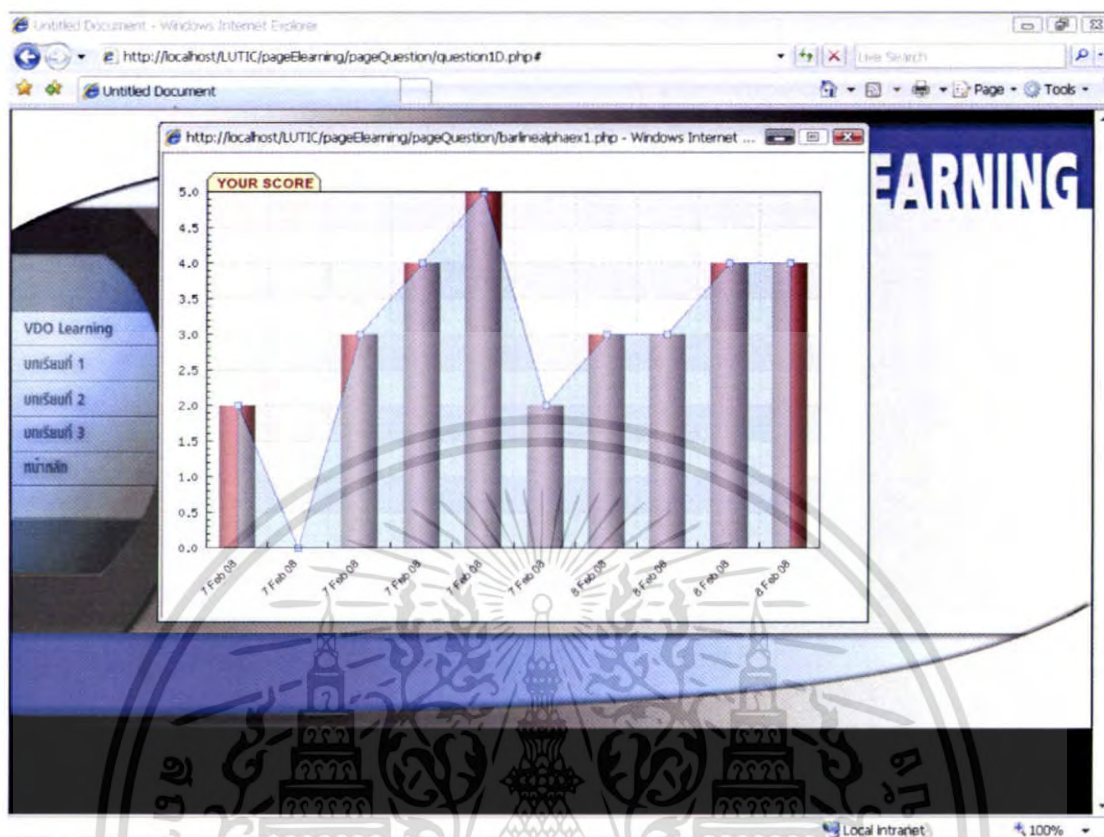 Untitled Document - Windows Internet Explorer
http://localhost/LUTIC/pageElearning/pageQuestion/question1D.php#
Live Search
Untitled Document
Page
Tools
http://localhost/LUTIC/pageElearning/pageQuestion/barlinealphaex1.php - Windows Internet ...
EARNING
YOUR SCORE
5.0
4.5
4.0
3.5
3.0
2.5
2.0
1.5
1.0
0.5
0.0
7 Feb 08
7 Feb 08
7 Feb 08
7 Feb 08
7 Feb 08
7 Feb 08
8 Feb 08
8 Feb 08
8 Feb 08
8 Feb 08
VDO Learning
บทเรียนที่ 1
บทเรียนที่ 2
บทเรียนที่ 3
หน้าหลัก
Local intranet
100%